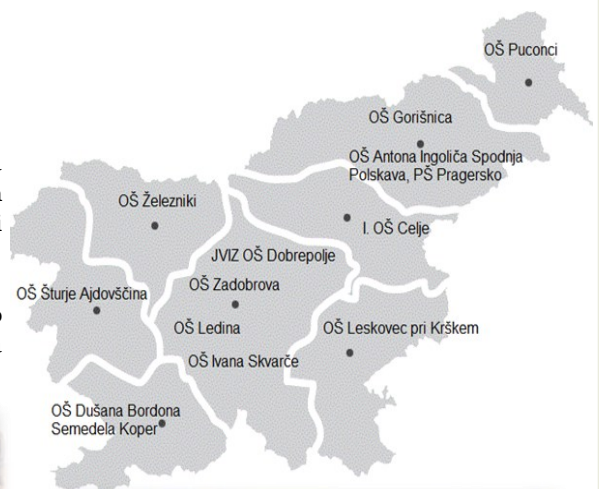 OŠ Puconci
OŠ Gorišnica
OŠ Antona Ingoliča Spodnja
Polskava, PŠ Pragersko
OŠ Železniki
I. OŠ Celje
JVIZ OŠ Dobrepolje
OŠ Zadobrova
OŠ Šturje Ajdovščina
OŠ Ledina
OŠ Leskovec pri Krškem
OŠ Ivana Skvarče
OŠ Dušana Bordona
Semedela Koper